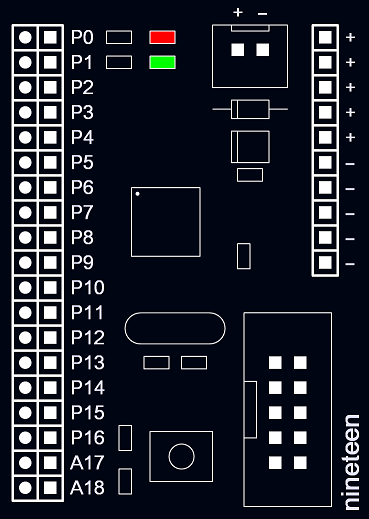 + −
P0
P1
P2
P3
P4
P5
P6
P7
P8
P9
P10
P11
P12
P13
P14
P15
P16
A17
A18
+
+
+
+
+
−
−
−
−
−
nineteen